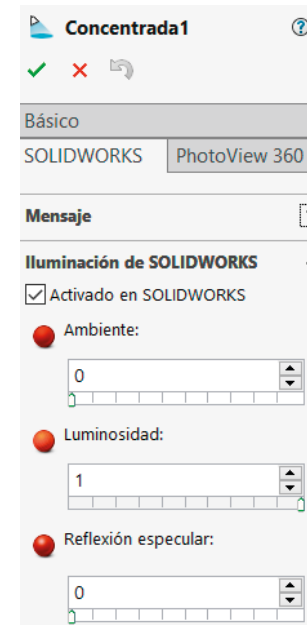 Concentrada1
Básico
SOLIDWORKS PhotoView 360
Mensaje
Iluminación de SOLIDWORKS
Activado en SOLIDWORKS
Ambiente:
0
Luminosidad:
1
Reflexión especular:
0